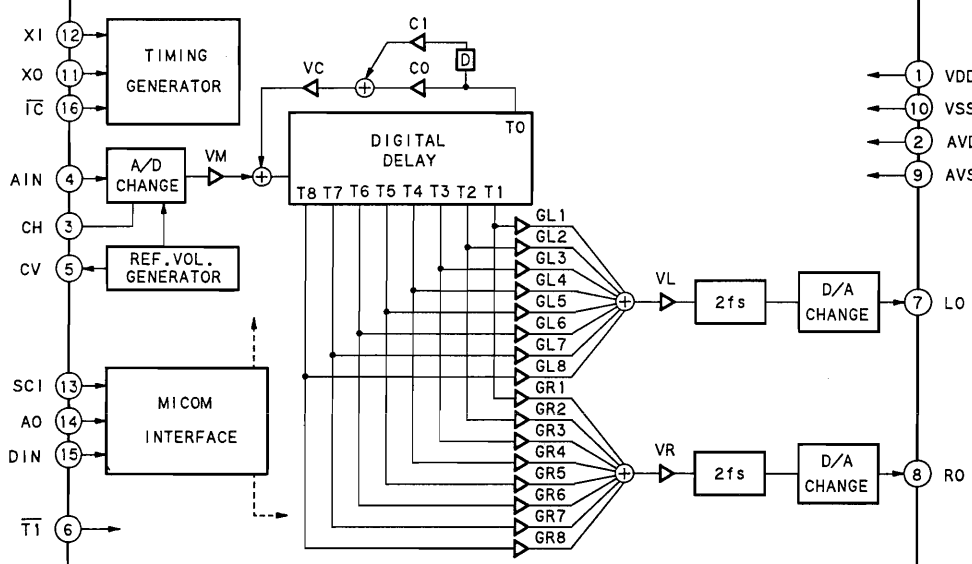 XI 12
XO 11
IC 16
TIMING
GENERATOR
AIN 4
CH 3
CV 5
A/D
CHANGE
VM
REF.VOL.
GENERATOR
C1
D
VC
+
C0
T0
DIGITAL
DELAY
+
T8 T7 T6 T5 T4 T3 T2 T1
GL1
GL2
GL3
GL4
GL5
GL6
GL7
GL8
+
VL
2fs
D/A
CHANGE
7 LO
GR1
GR2
GR3
GR4
GR5
GR6
GR7
GR8
+
VR
2fs
D/A
CHANGE
8 RO
SCI 13
AO 14
DIN 15
MICOM
INTERFACE
T1 6
1 VDD
10 VSS
2 AVD
9 AVS